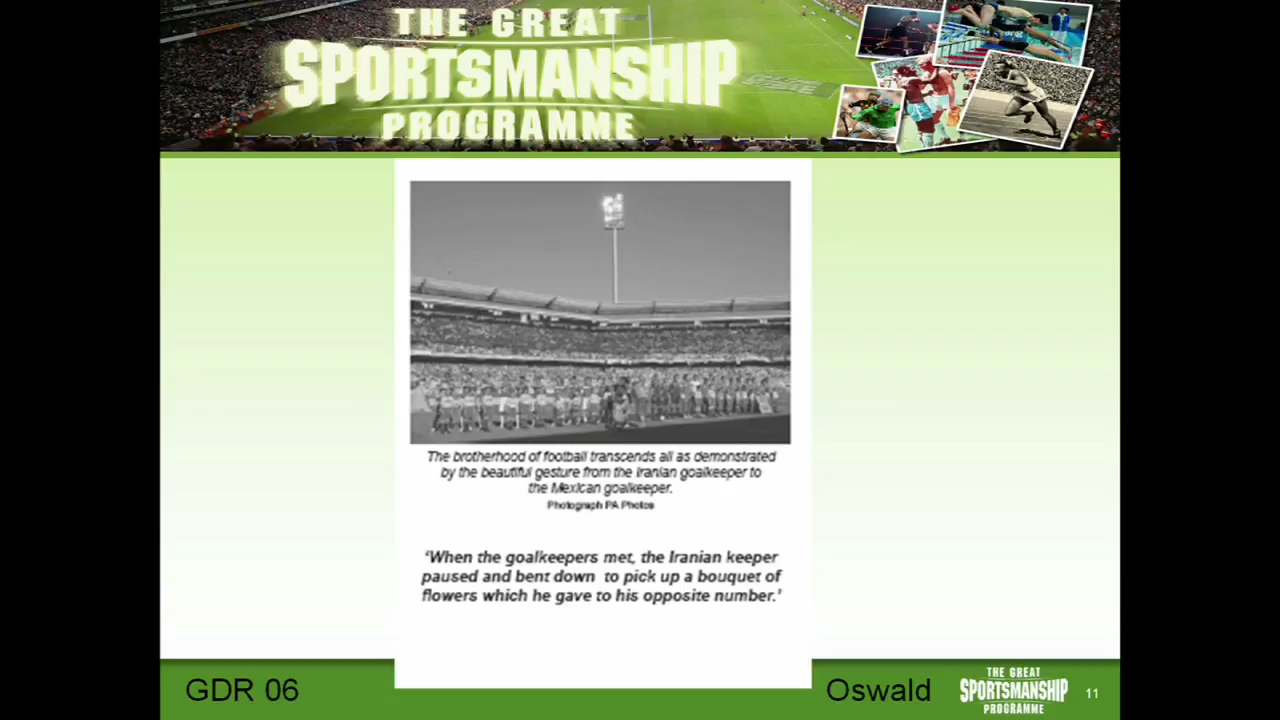 THE GREAT
SPORTSMANSHIP
PROGRAMME
The brotherhood of football transcends all as demonstrated
by the beautiful gesture from the Iranian goalkeeper to
the Mexican goalkeeper.
Photograph PA Photos
'When the goalkeepers met, the Iranian keeper
paused and bent down to pick up a bouquet of
flowers which he gave to his opposite number.'
GDR 06
Oswald
THE GREAT
SPORTSMANSHIP
PROGRAMME
11